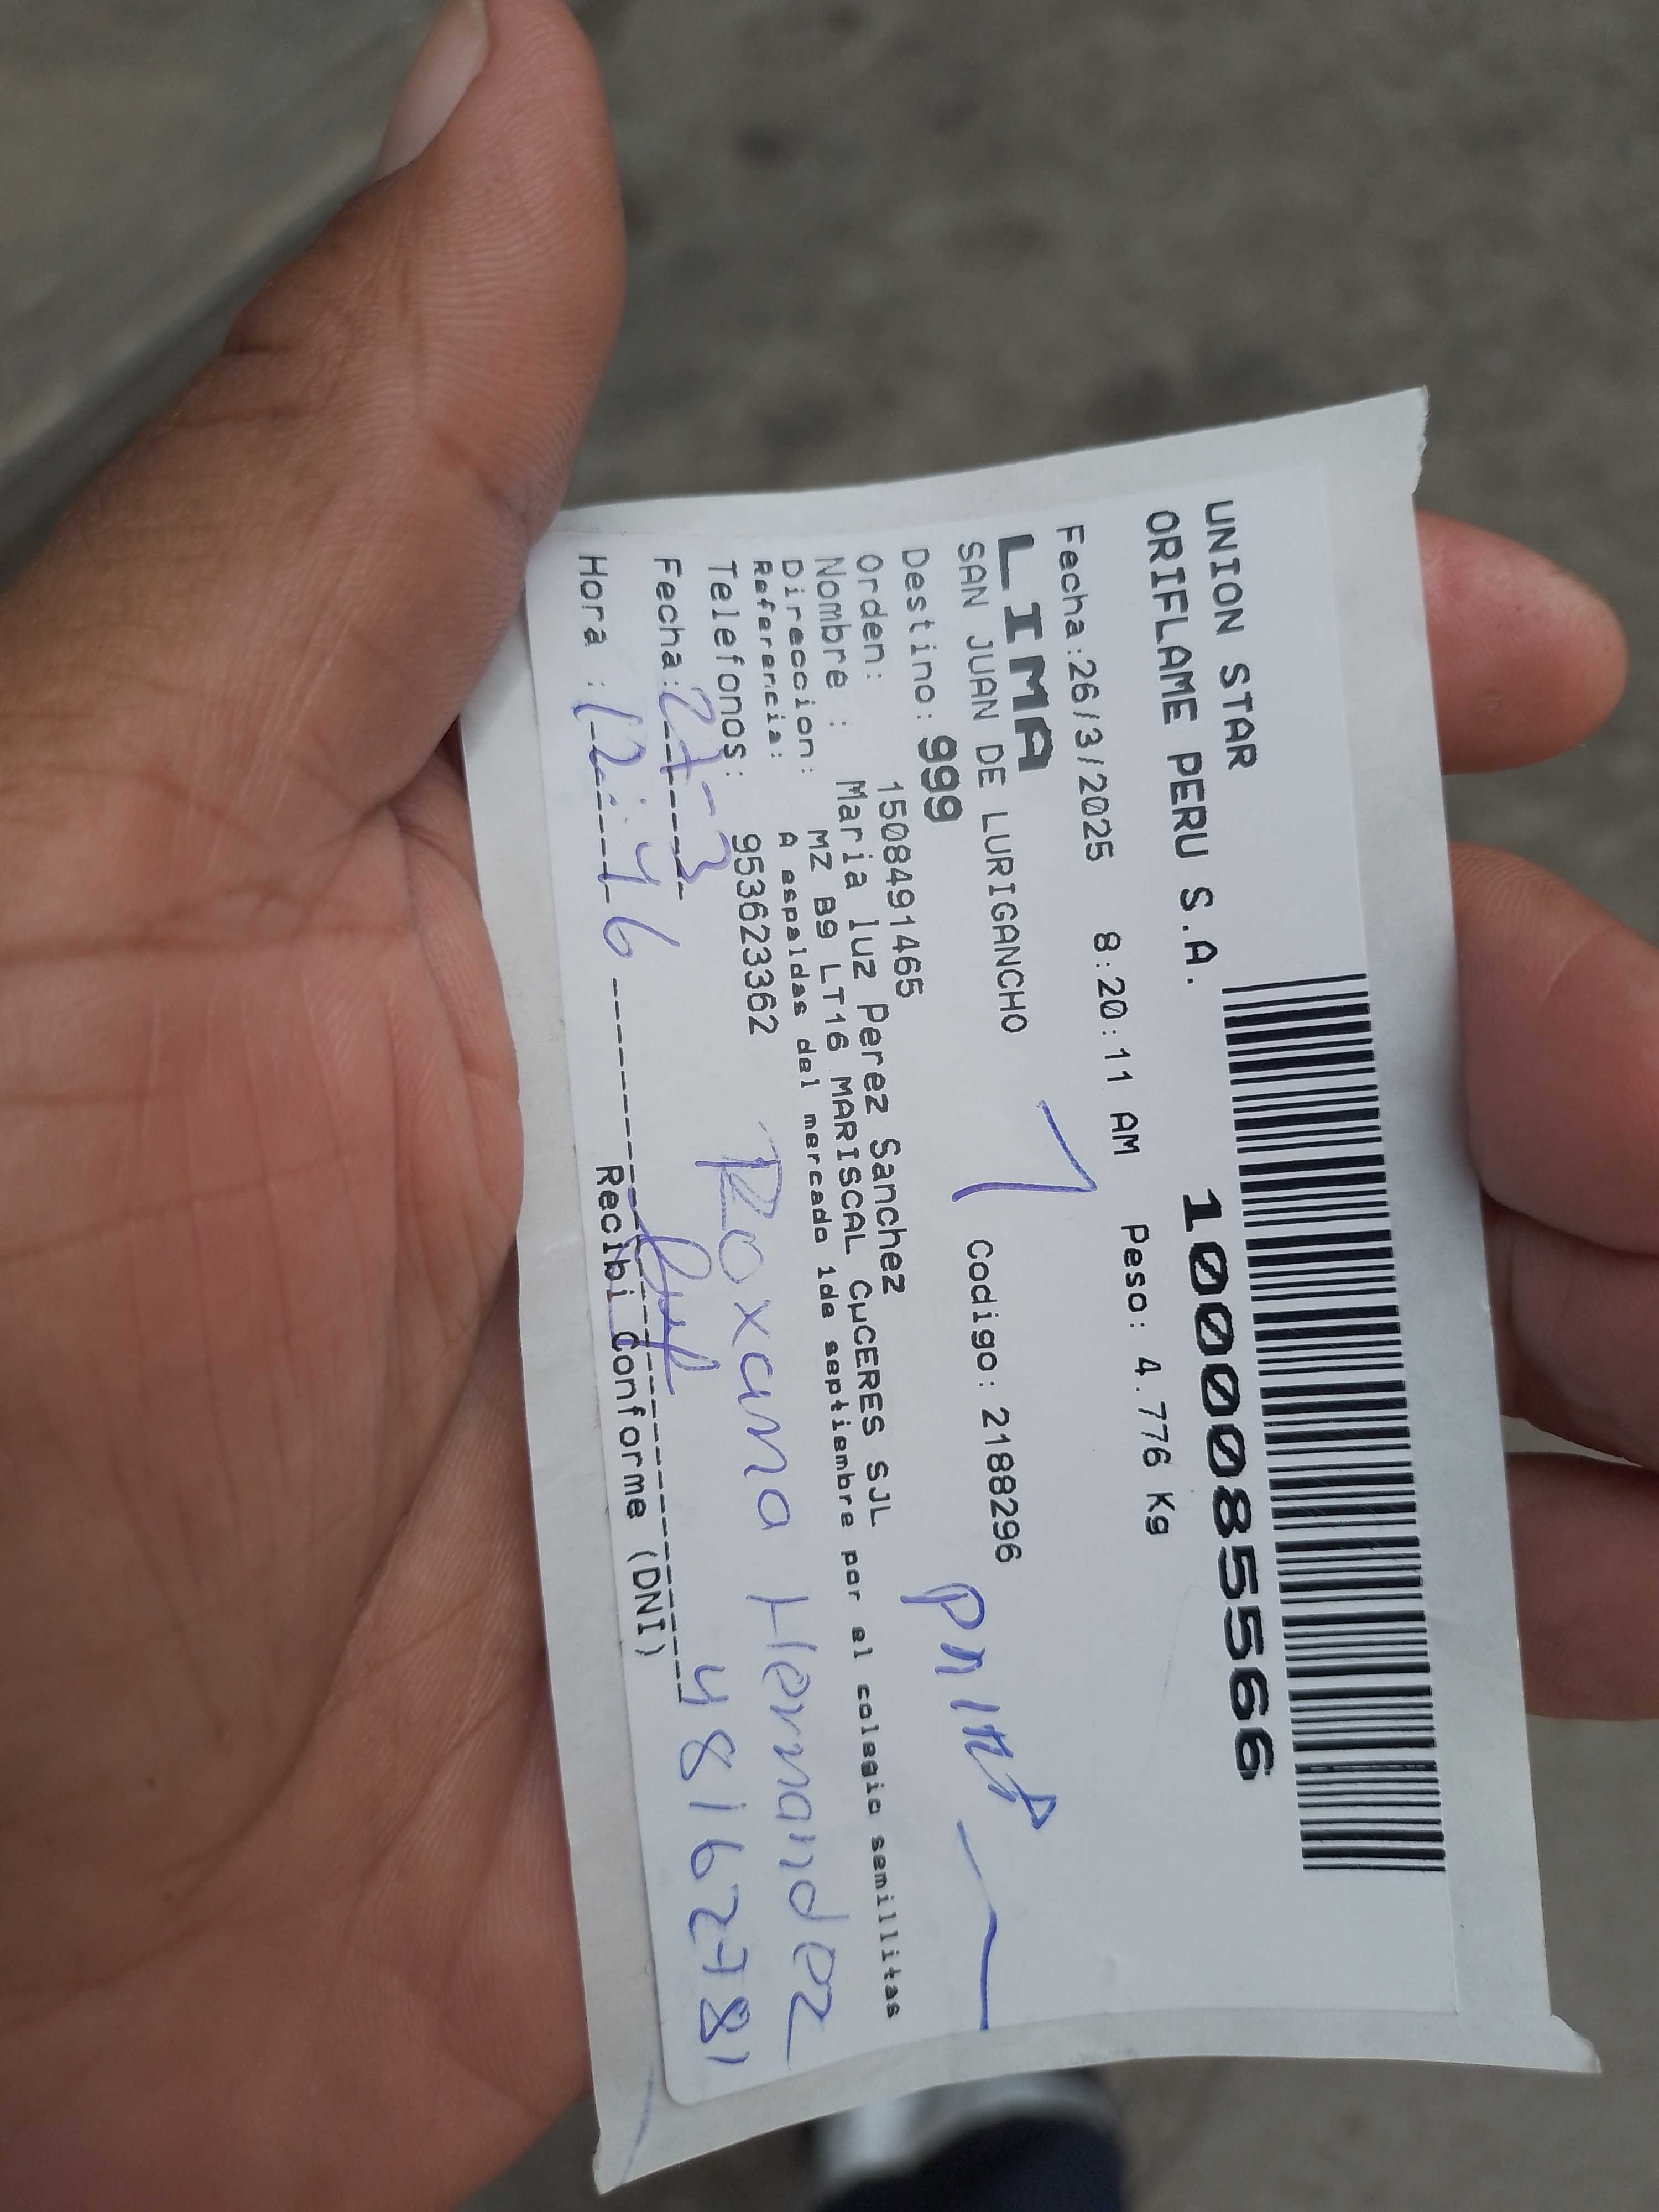 UNION STAR
ORIFLAME PERU S.A.
1000085566
Fecha:26/3/2025 8:20:11 AM Peso: 4.776 Kg
LIMA
SAN JUAN DE LURIGANCHO
Destino: 999 Codigo: 2188296
Orden: 1508491465
Nombre : Maria luz Perez Sanchez
Direccion: MZ B9 LT16 MARISCAL CµCERES SJL
Referencia: A espaldas del mercado 1de septiembre por el colegio semillitas
Telefonos: 953623362
Roxana Hernandez
Fecha: 27-3
48162781
Hora : 12:46
Recibi Conforme (DNI)